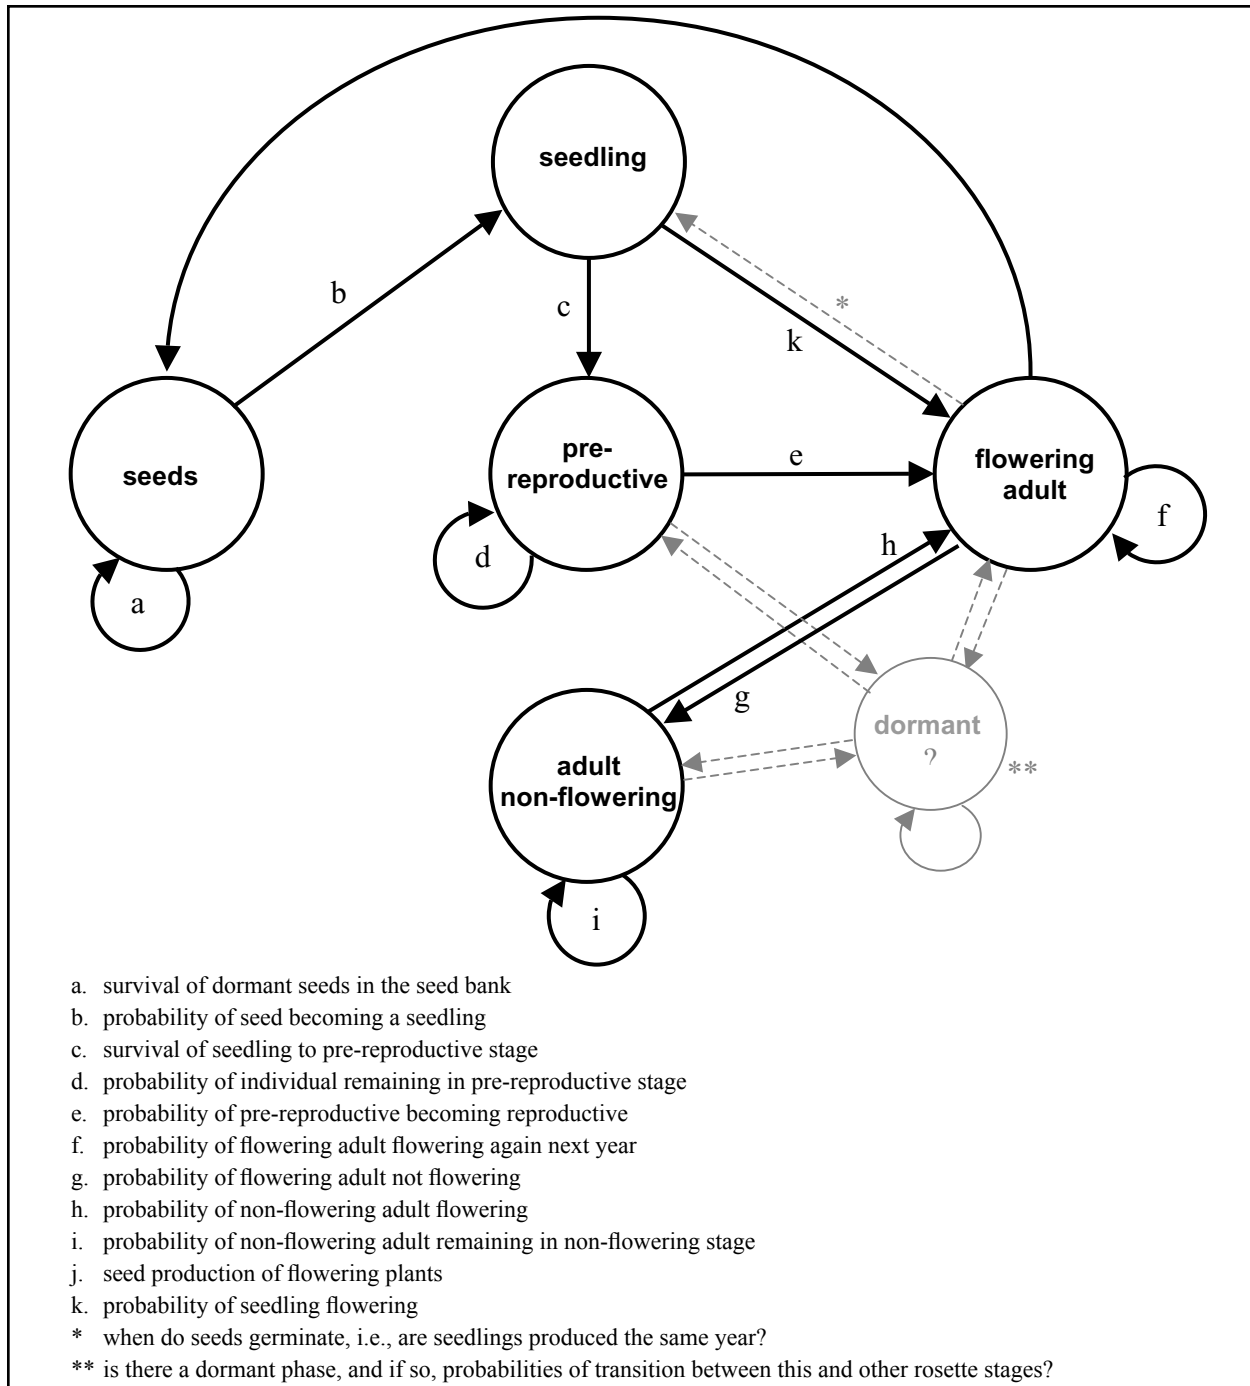 seedling
b
c
*
k
seeds
a
pre-
reproductive
d
e
flowering
adult
f
h
g
dormant
?
**
adult
non-flowering
i
a. survival of dormant seeds in the seed bank
b. probability of seed becoming a seedling
c. survival of seedling to pre-reproductive stage
d. probability of individual remaining in pre-reproductive stage
e. probability of pre-reproductive becoming reproductive
f. probability of flowering adult flowering again next year
g. probability of flowering adult not flowering
h. probability of non-flowering adult flowering
i. probability of non-flowering adult remaining in non-flowering stage
j. seed production of flowering plants
k. probability of seedling flowering
* when do seeds germinate, i.e., are seedlings produced the same year?
** is there a dormant phase, and if so, probabilities of transition between this and other rosette stages?